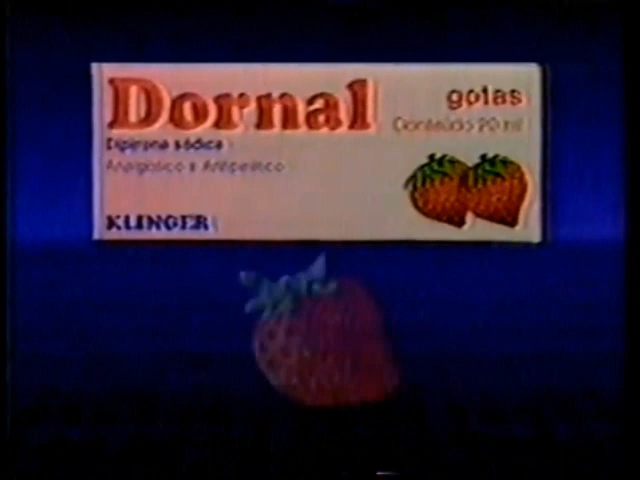 Dornal
gotas
Conteúdo 20 ml
Dipirona sódica
Analgésico e Antipirético
KLINGER